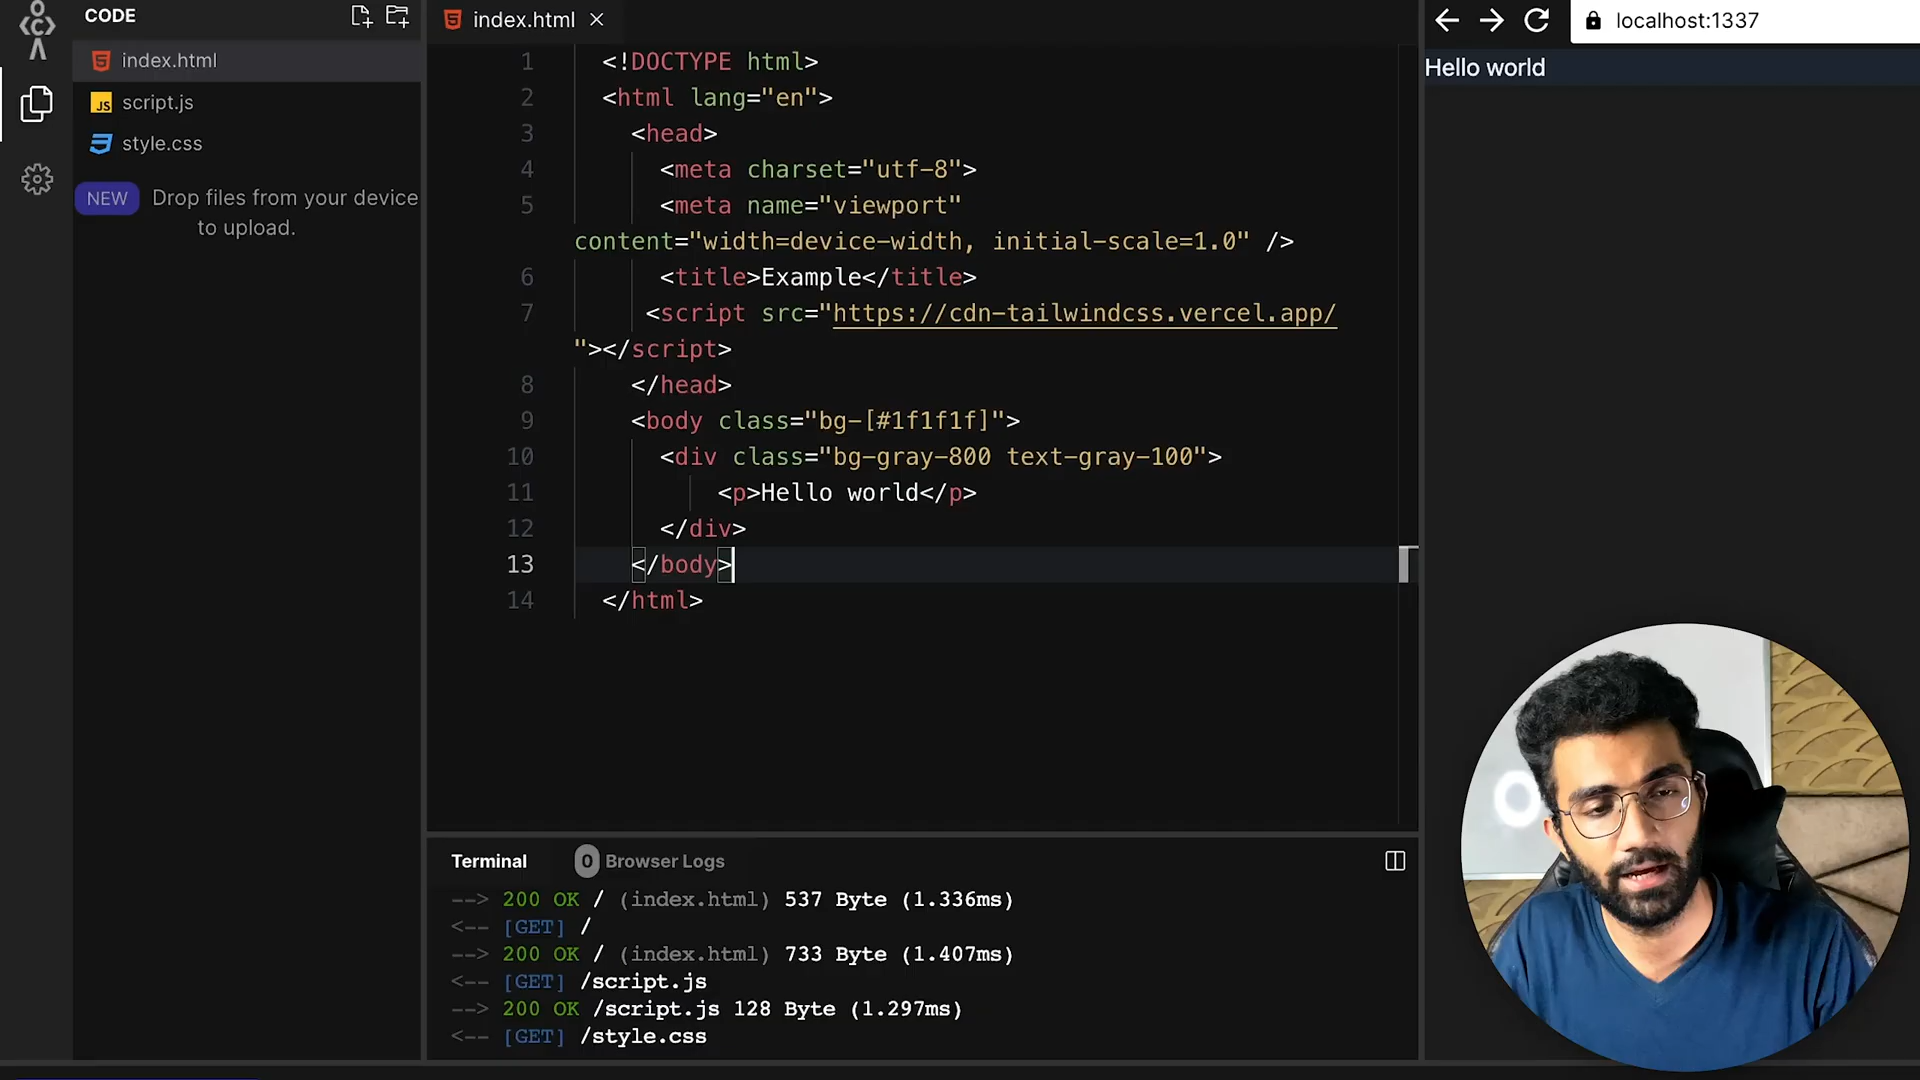 CODE
index.html
script.js
style.css
NEW Drop files from your device
to upload.
index.html
1 <!DOCTYPE html>
2 <html lang="en">
3 <head>
4 <meta charset="utf-8">
5 <meta name="viewport"
content="width=device-width, initial-scale=1.0" />
6 <title>Example</title>
7 <script src="https://cdn-tailwindcss.vercel.app/
"></script>
8 </head>
9 <body class="bg-[#1f1f1f]">
10 <div class="bg-gray-800 text-gray-100">
11 <p>Hello world</p>
12 </div>
13 </body>
14 </html>
Terminal 0 Browser Logs
--> 200 OK / (index.html) 537 Byte (1.336ms)
<-- [GET] /
--> 200 OK / (index.html) 733 Byte (1.407ms)
<-- [GET] /script.js
--> 200 OK /script.js 128 Byte (1.297ms)
<-- [GET] /style.css
localhost:1337
Hello world